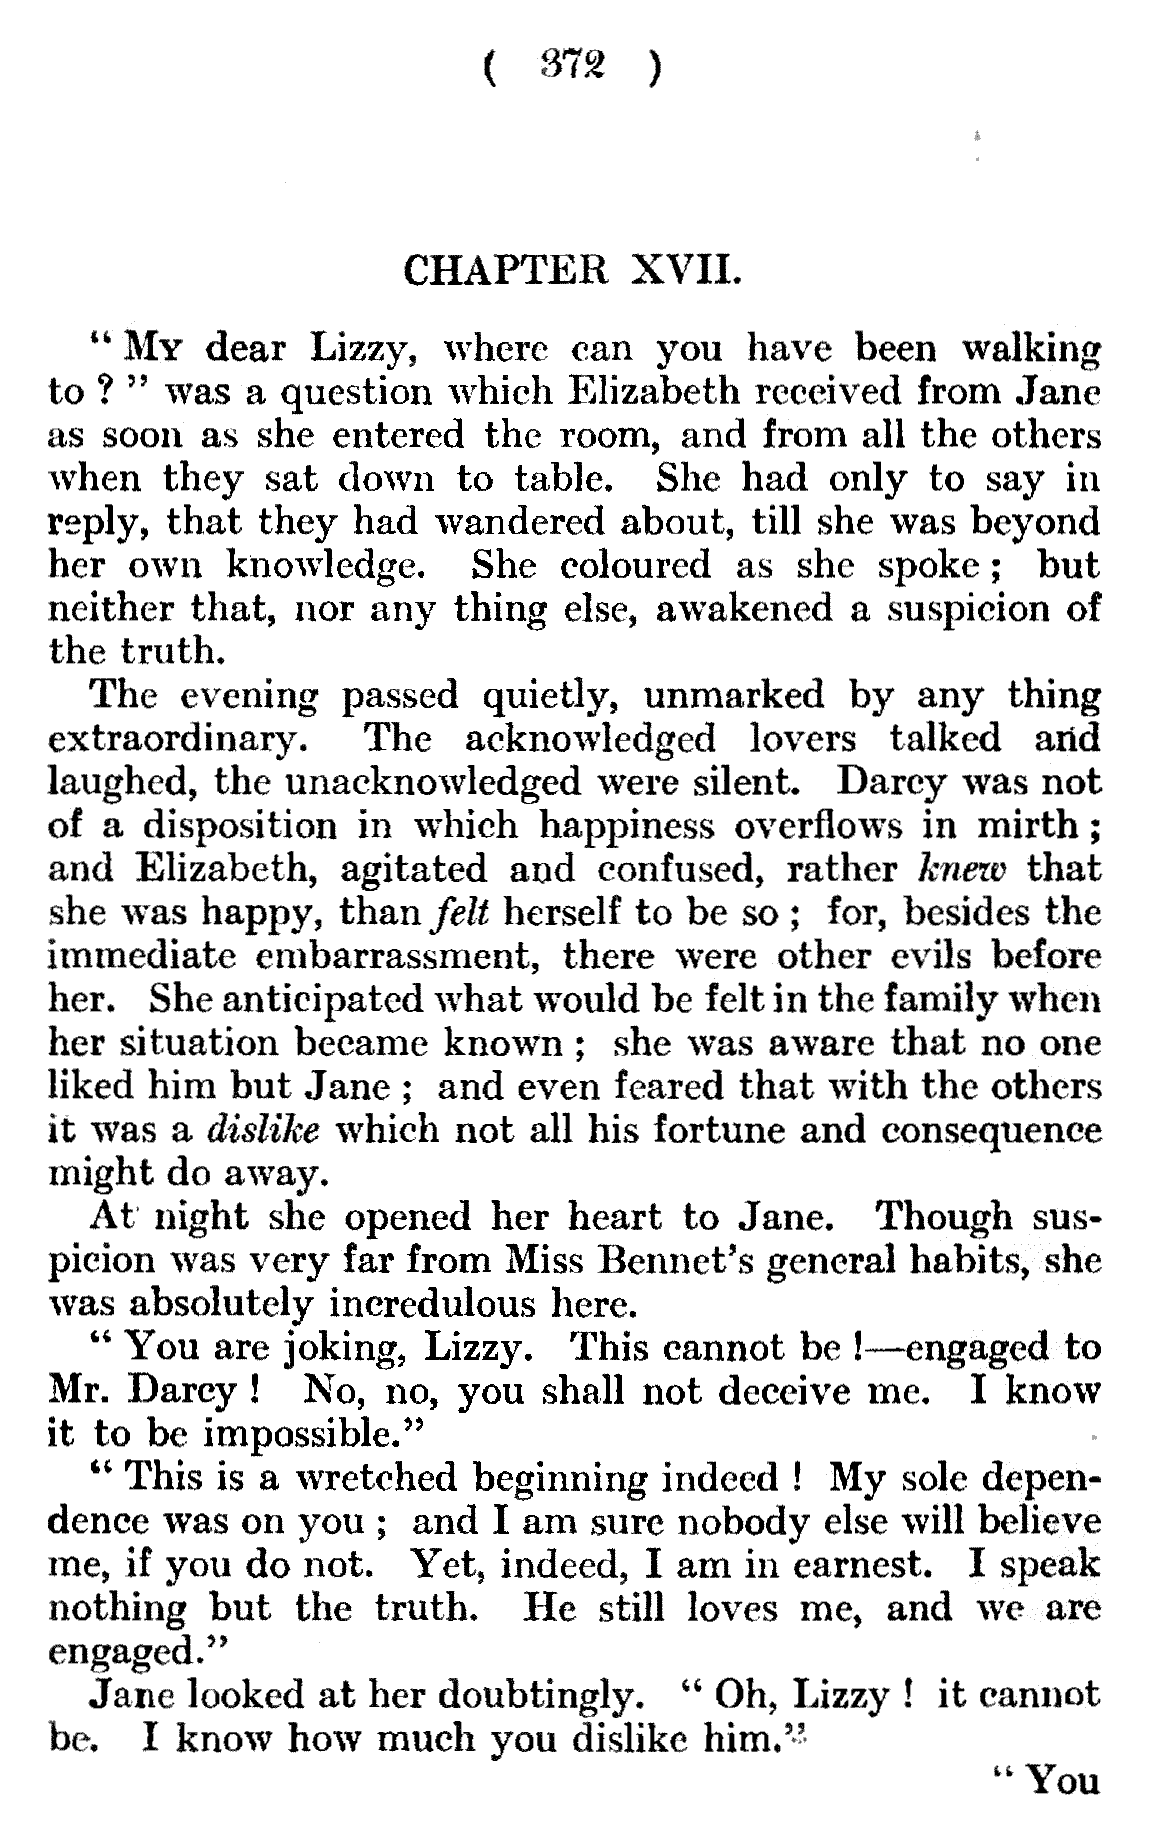 ( 372 )
CHAPTER XVII.
“ MY dear Lizzy, where can you have been walking
to ? ” was a question which Elizabeth received from Jane
as soon as she entered the room, and from all the others
when they sat down to table. She had only to say in
reply, that they had wandered about, till she was beyond
her own knowledge. She coloured as she spoke ; but
neither that, nor any thing else, awakened a suspicion of
the truth.
The evening passed quietly, unmarked by any thing
extraordinary. The acknowledged lovers talked and
laughed, the unacknowledged were silent. Darcy was not
of a disposition in which happiness overflows in mirth ;
and Elizabeth, agitated and confused, rather knew that
she was happy, than felt herself to be so ; for, besides the
immediate embarrassment, there were other evils before
her. She anticipated what would be felt in the family when
her situation became known ; she was aware that no one
liked him but Jane ; and even feared that with the others
it was a dislike which not all his fortune and consequence
might do away.
At night she opened her heart to Jane. Though sus-
picion was very far from Miss Bennet’s general habits, she
was absolutely incredulous here.
“ You are joking, Lizzy. This cannot be !—engaged to
Mr. Darcy ! No, no, you shall not deceive me. I know
it to be impossible.”
“ This is a wretched beginning indeed ! My sole depen-
dence was on you ; and I am sure nobody else will believe
me, if you do not. Yet, indeed, I am in earnest. I speak
nothing but the truth. He still loves me, and we are
engaged.”
Jane looked at her doubtingly. “ Oh, Lizzy ! it cannot
be. I know how much you dislike him.”
“ You